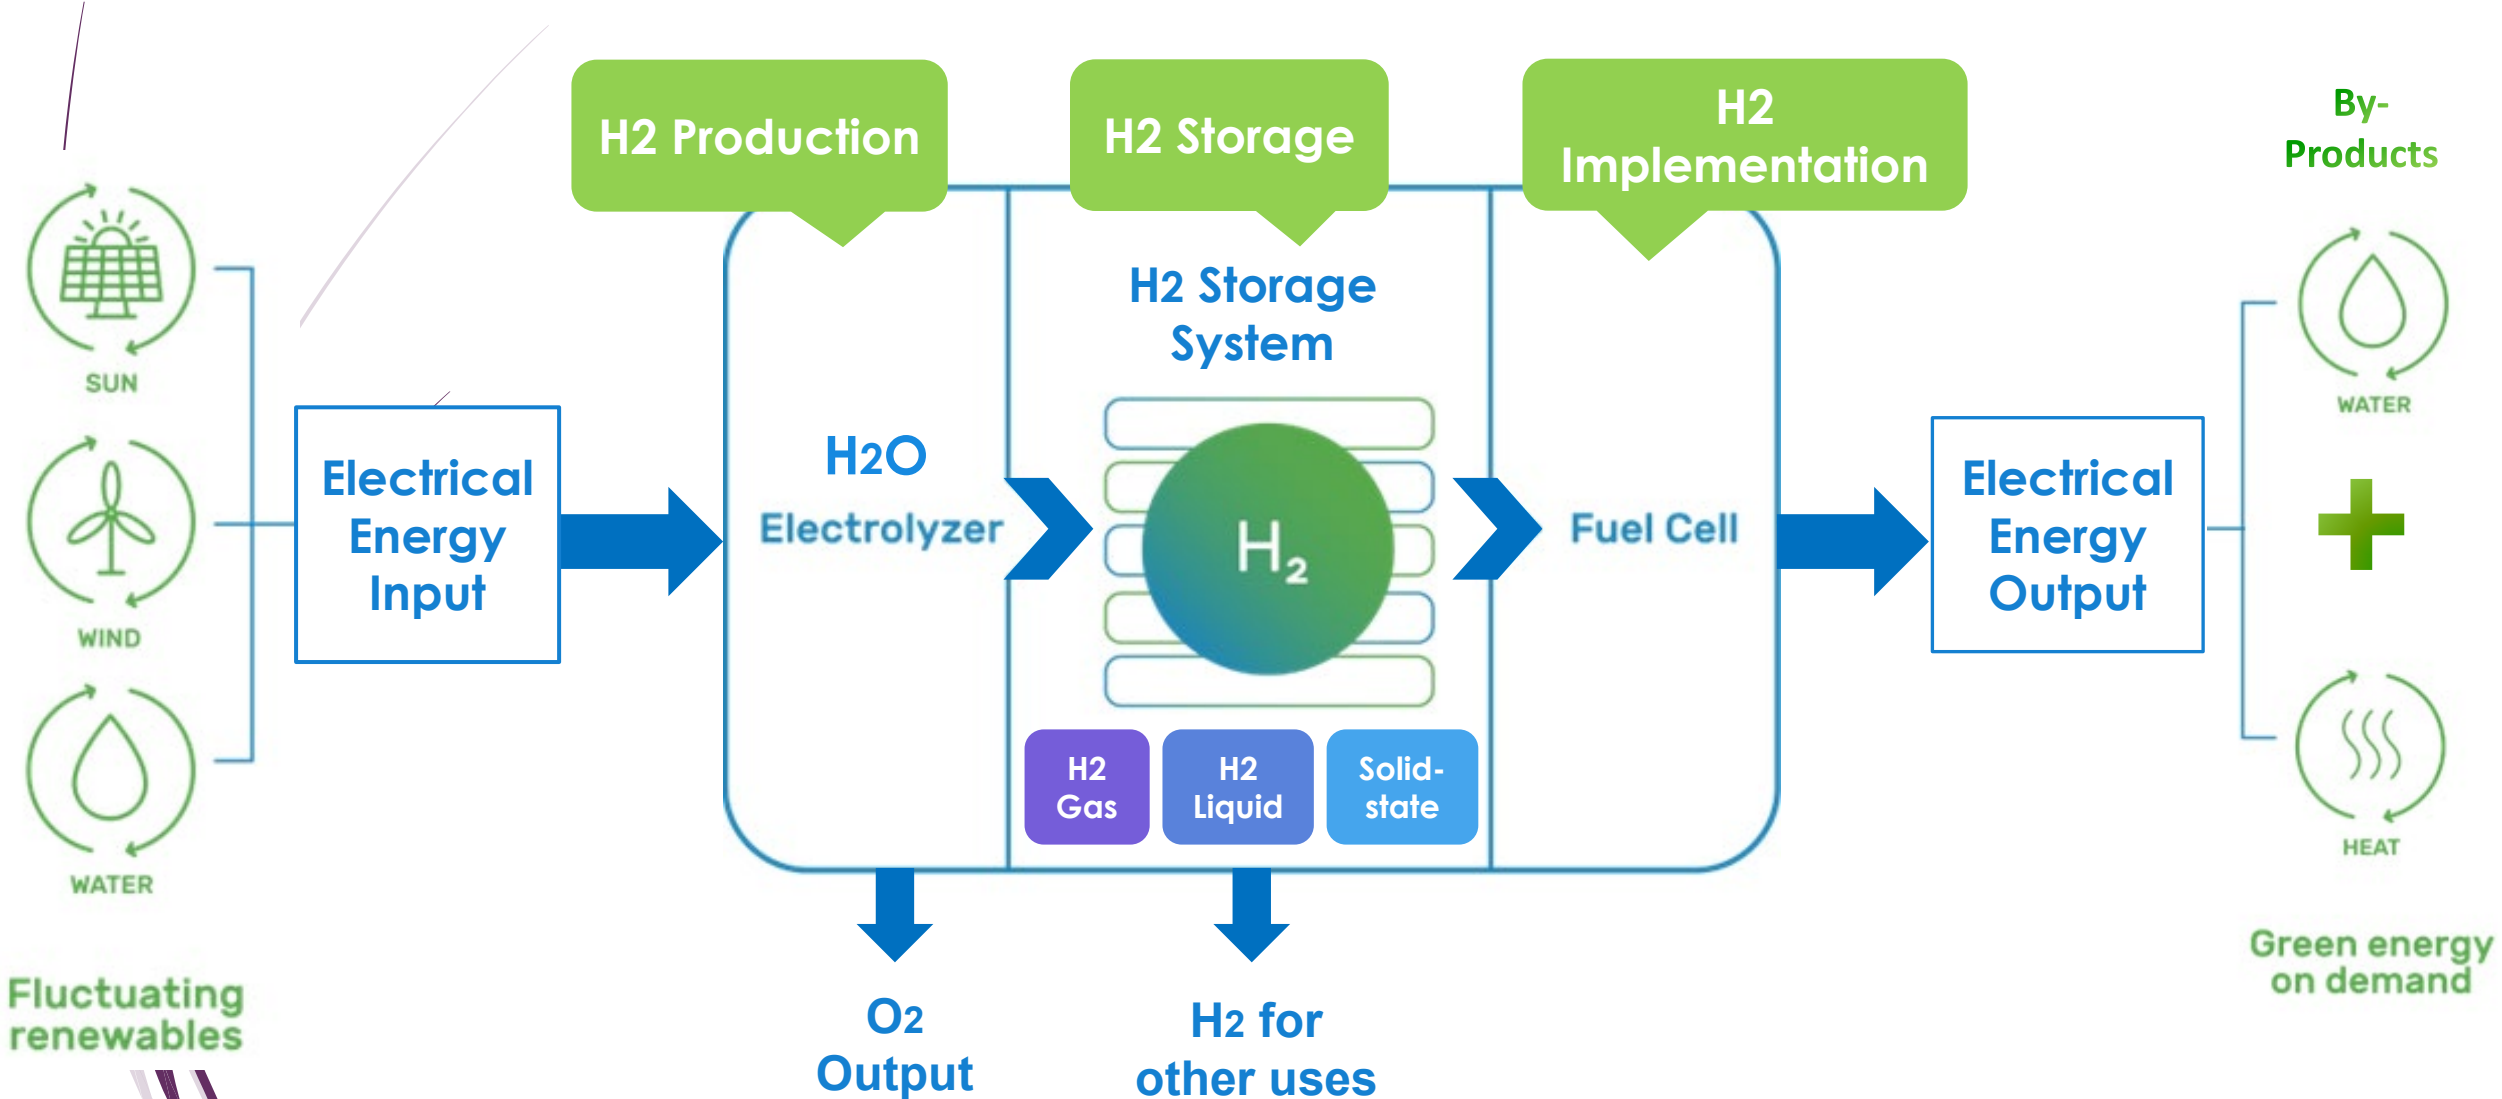 H2 Production
H2 Storage
H2
Implementation
By-
Products
SUN
WIND
WATER
Fluctuating
renewables
Electrical
Energy
Input
H2O
Electrolyzer
H2 Storage
System
H₂
H2
Gas
H2
Liquid
Solid-
state
Fuel Cell
O2
Output
H2 for
other uses
Electrical
Energy
Output
WATER
HEAT
Green energy
on demand